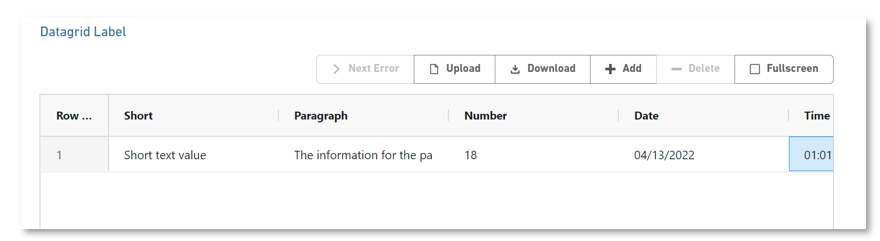 Datagrid Label
Next Error Upload Download Add Delete Fullscreen
Row ... Short Paragraph Number Date Time
1 Short text value The information for the pa 18 04/13/2022 01:01